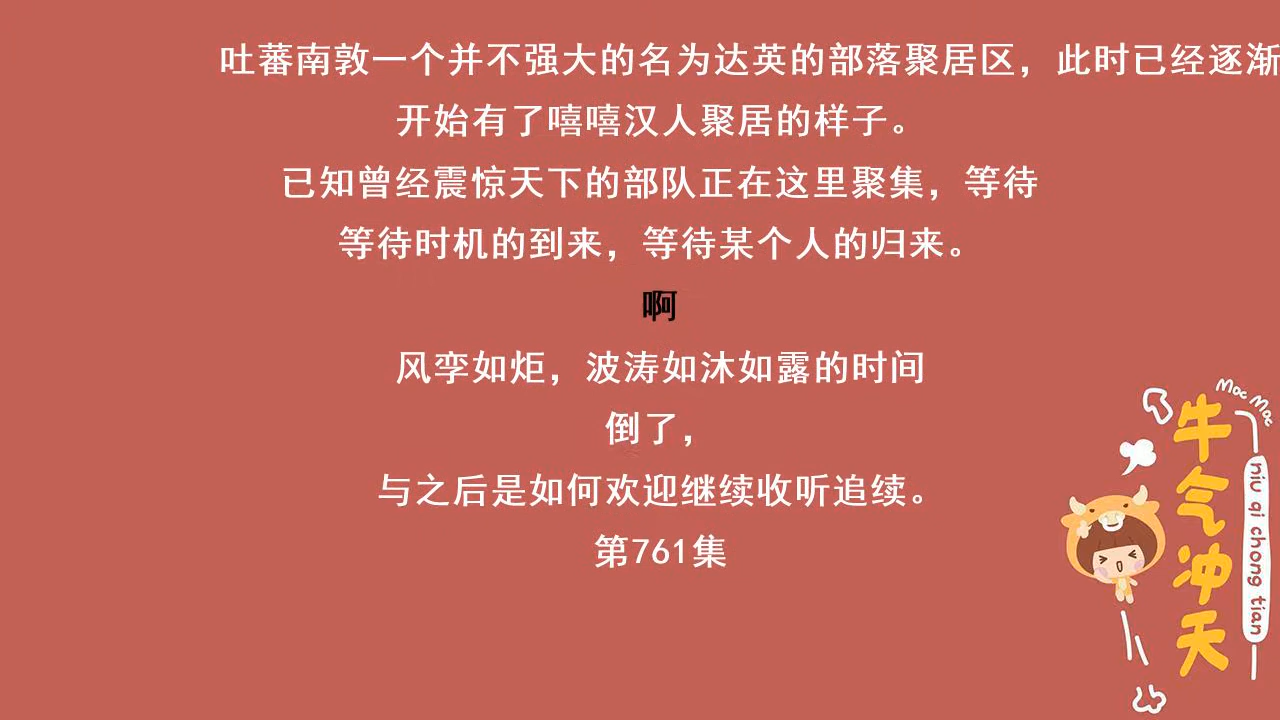 吐蕃南敦一个并不强大的名为达英的部落聚居区，此时已经逐渐
开始有了嘻嘻汉人聚居的样子。
已知曾经震惊天下的部队正在这里聚集，等待
等待时机的到来，等待某个人的归来。
啊
风孪如炬，波涛如沐如露的时间
倒了，
与之后是如何欢迎继续收听追续。
第761集
Moc Moc
牛气冲天
niu qi chong tian